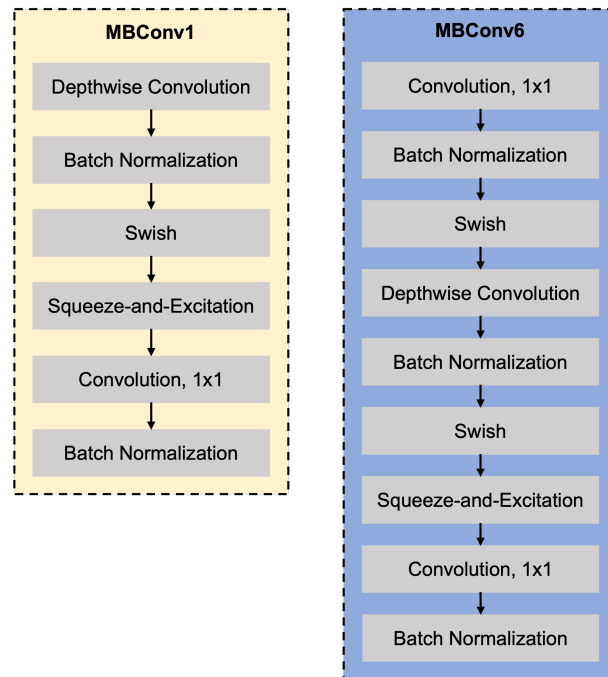 MBConv1
Depthwise Convolution
Batch Normalization
Swish
Squeeze-and-Excitation
Convolution, 1x1
Batch Normalization
MBConv6
Convolution, 1x1
Batch Normalization
Swish
Depthwise Convolution
Batch Normalization
Swish
Squeeze-and-Excitation
Convolution, 1x1
Batch Normalization